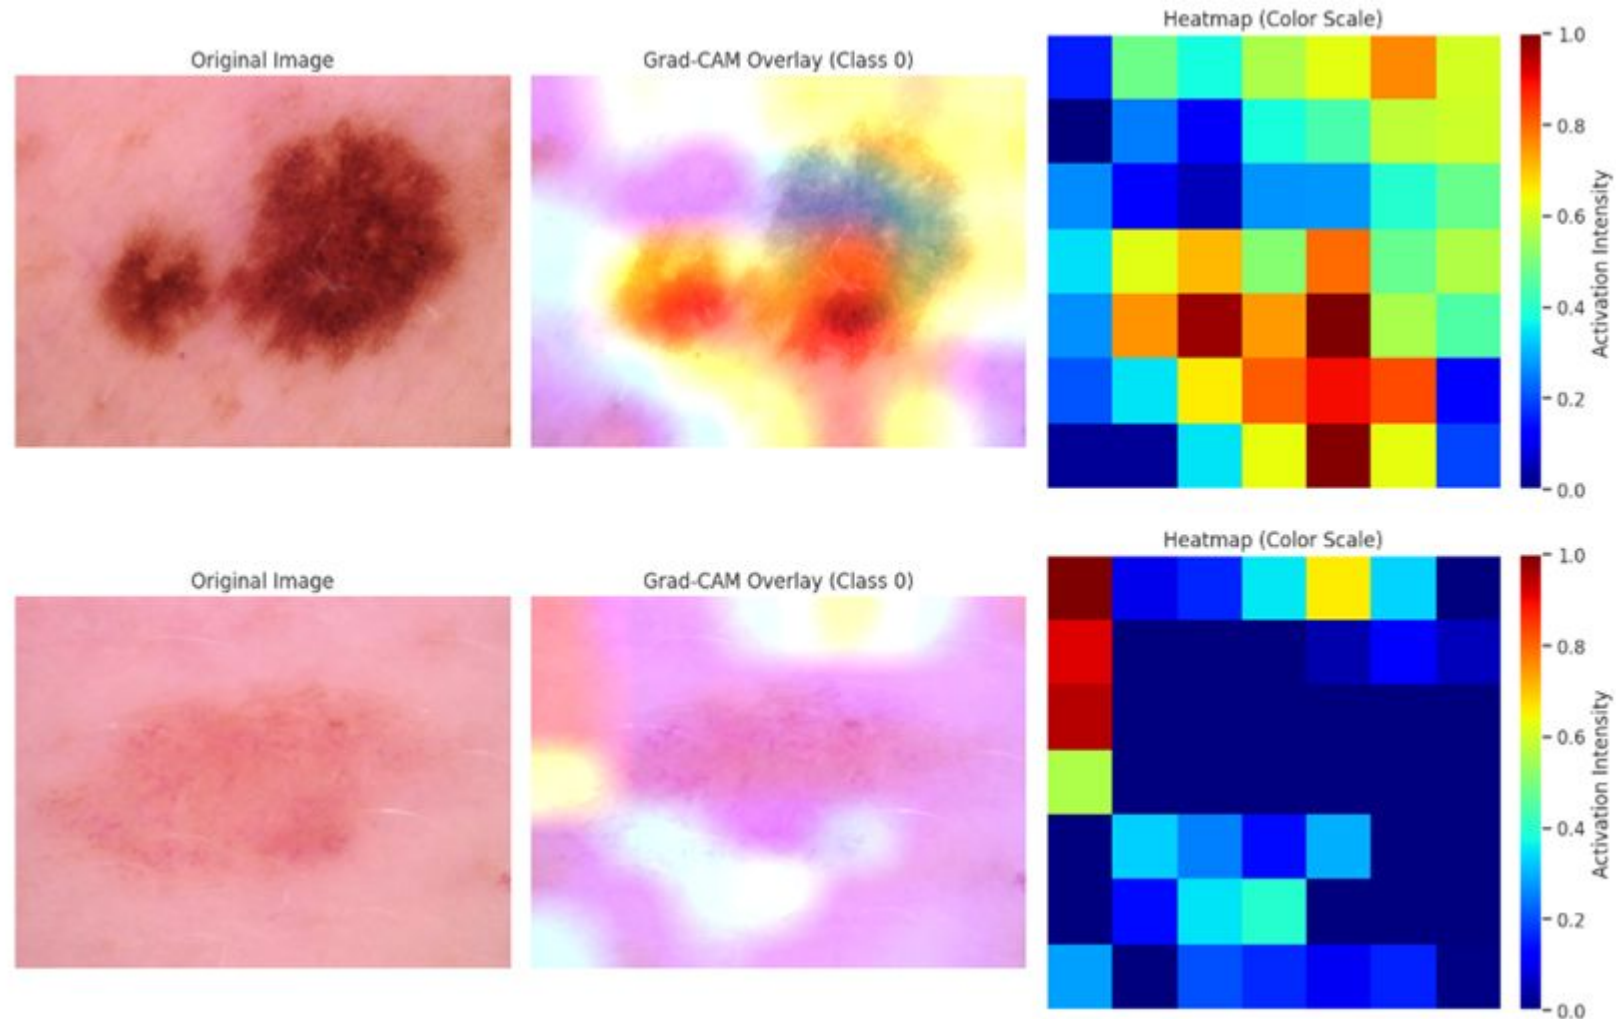 Heatmap (Color Scale)
Original Image
Grad-CAM Overlay (Class 0)
1.0
0.8
0.6
0.4
0.2
0.0
Activation Intensity
Heatmap (Color Scale)
Original Image
Grad-CAM Overlay (Class 0)
1.0
0.8
0.6
0.4
0.2
0.0
Activation Intensity